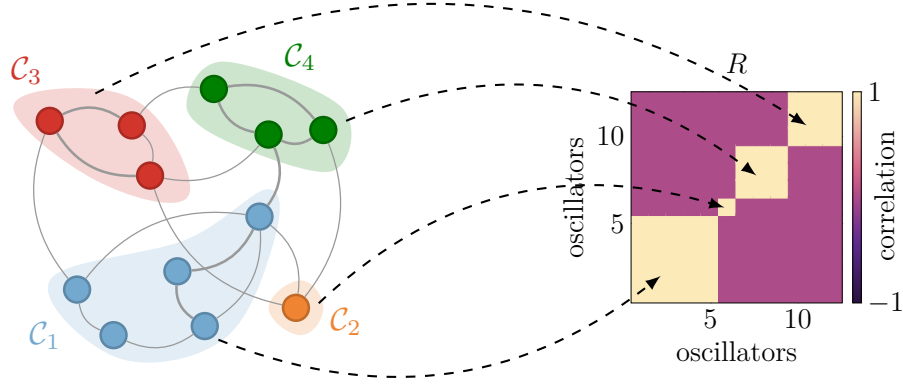 𝒞₃
𝒞₄
𝒞₁
𝒞₂
R
10
5
oscillators
5
10
oscillators
1
−1
correlation